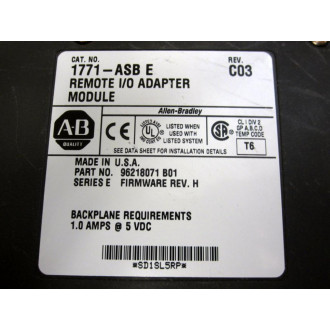 CAT. NO. REV.
1771-ASB E C03
REMOTE I/O ADAPTER
MODULE
Allen-Bradley
A-B
QUALITY
UL
LISTED WHEN
USED WITH
LISTED SYSTEM
SA
CL I DIV 2
GP A,B,C,D
TEMP CODE
T6
SEE DATA SHEET FOR INSTALLATION DETAILS
MADE IN U.S.A.
PART NO. 96218071 B01
SERIES E FIRMWARE REV. H
BACKPLANE REQUIREMENTS
1.0 AMPS @ 5 VDC
*SD1SL5RP*